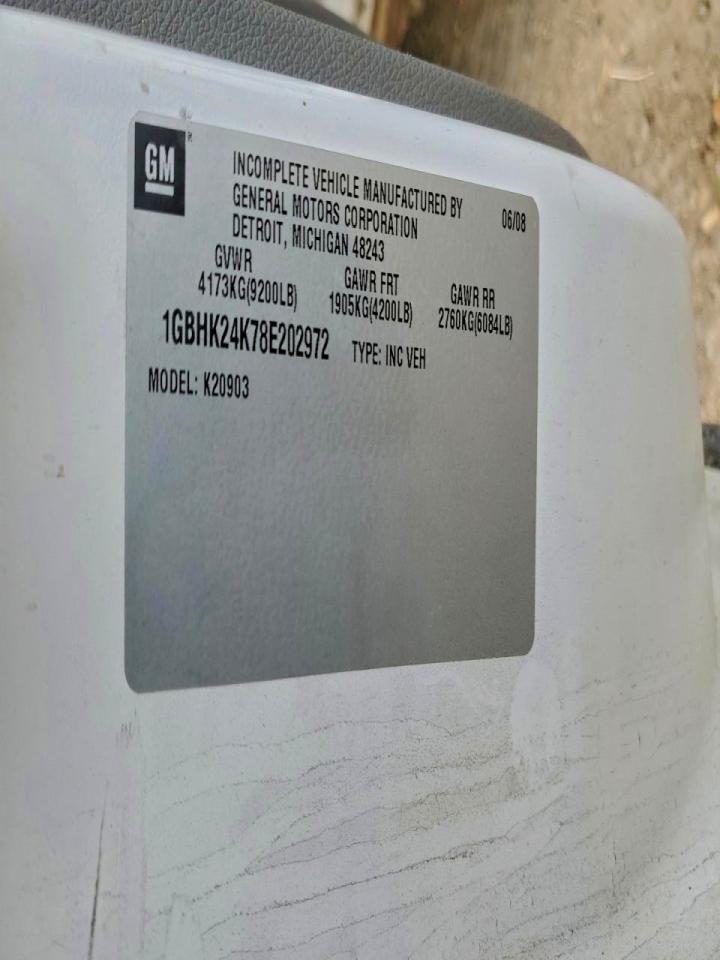 GM
INCOMPLETE VEHICLE MANUFACTURED BY
GENERAL MOTORS CORPORATION
DETROIT, MICHIGAN 48243
06/08
GVWR GAWR FRT GAWR RR
4173KG(9200LB) 1905KG(4200LB) 2760KG(6084LB)
1GBHK24K78E202972 TYPE: INC VEH
MODEL: K20903